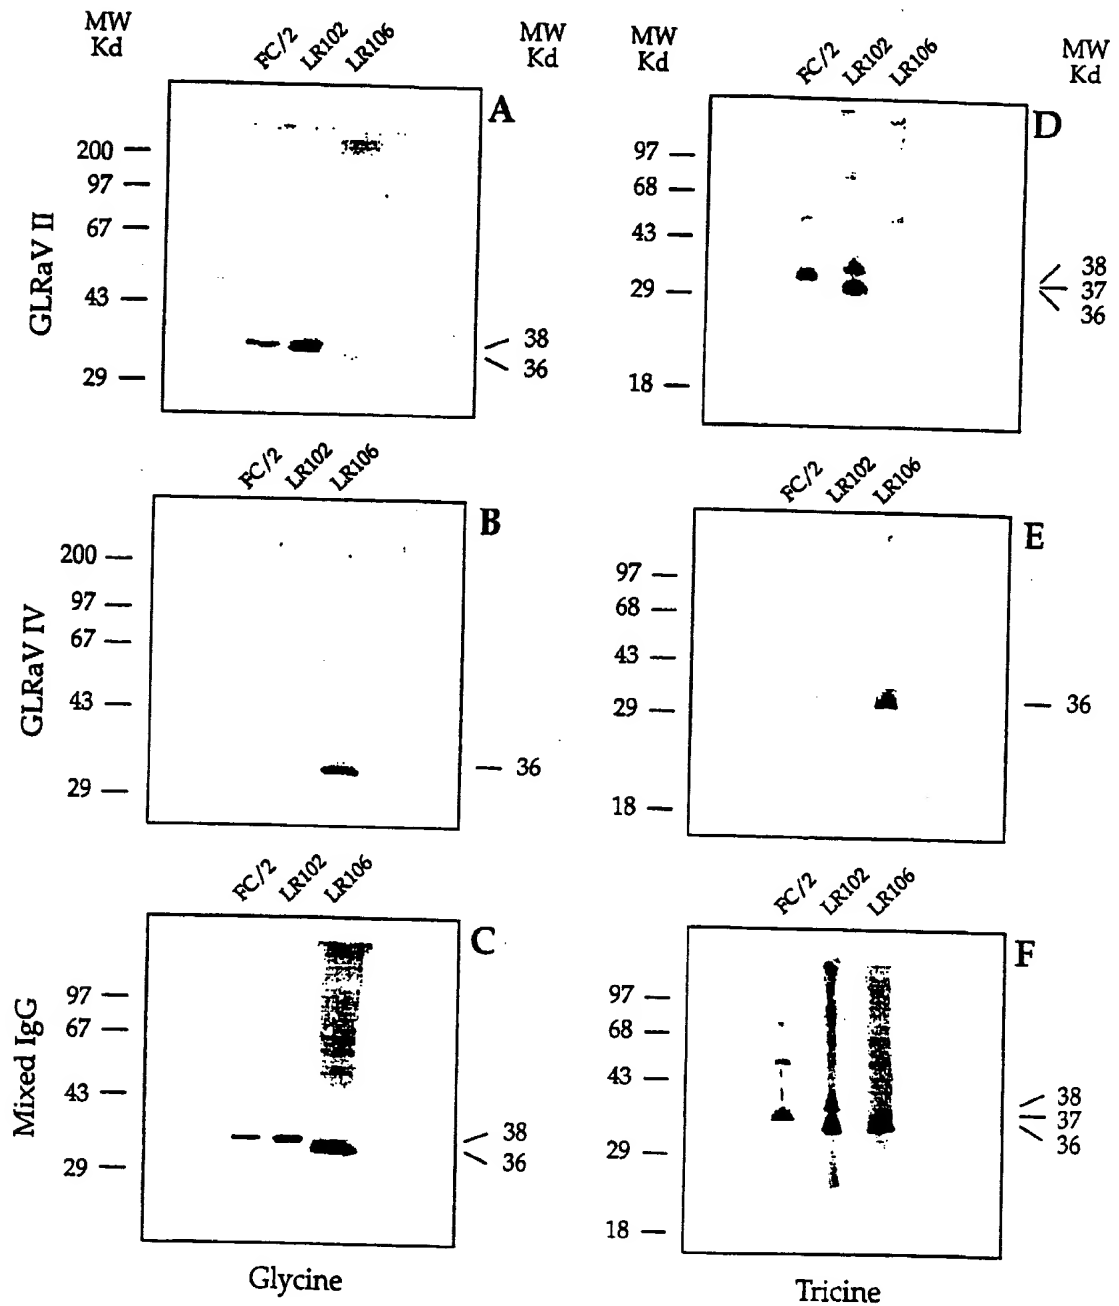 MW
Kd
FC/2
LR102
LR106
MW
Kd
A
200
97
67
43
29
38
36
GLRaV II
MW
Kd
FC/2
LR102
LR106
MW
Kd
D
97
68
43
29
18
38
37
36
FC/2
LR102
LR106
B
200
97
67
43
29
36
GLRaV IV
FC/2
LR102
LR106
E
97
68
43
29
18
36
FC/2
LR102
LR106
C
97
67
43
29
38
36
Mixed IgG
Glycine
FC/2
LR102
LR106
F
97
68
43
29
18
38
37
36
Tricine